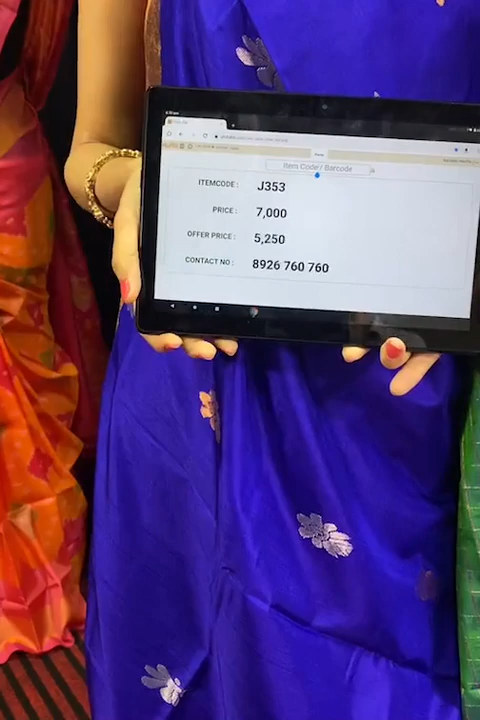 Item Code/ Barcode
ITEMCODE : J353
PRICE : 7,000
OFFER PRICE : 5,250
CONTACT NO : 8926 760 760